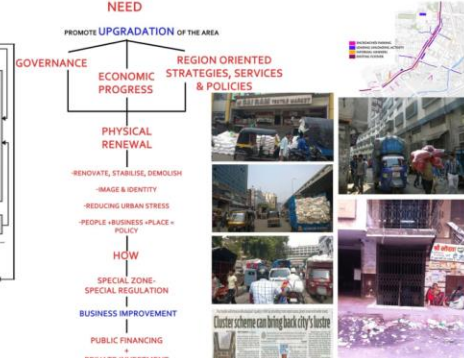 NEED
PROMOTE UPGRADATION OF THE AREA
GOVERNANCE
ECONOMIC
PROGRESS
REGION ORIENTED
STRATEGIES, SERVICES
& POLICIES
PHYSICAL
RENEWAL
-RENOVATE, STABILISE, DEMOLISH
-IMAGE & IDENTITY
-REDUCING URBAN STRESS
-PEOPLE +BUSINESS +PLACE =
POLICY
HOW
SPECIAL ZONE-
SPECIAL REGULATION
BUSINESS IMPROVEMENT
PUBLIC FINANCING
+
Cluster scheme can bring back city's lustre